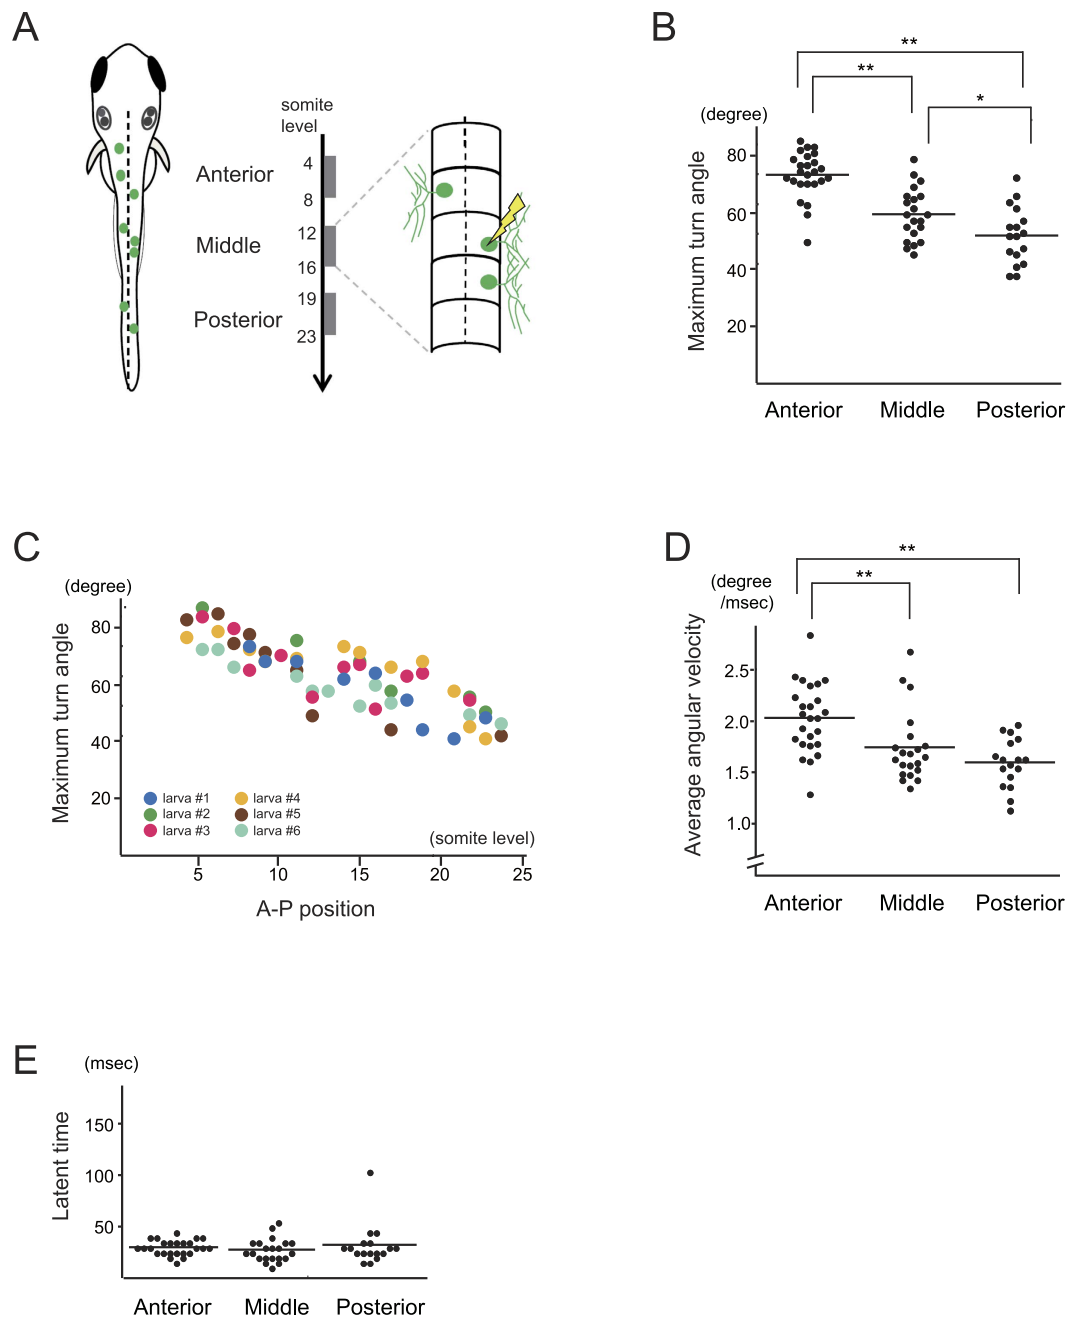 A
somite
level
Anterior
Middle
Posterior
4
8
12
16
19
23
B
**
**
*
(degree)
Maximum turn angle
80
60
40
20
Anterior Middle Posterior
C
(degree)
Maximum turn angle
80
60
40
20
larva #1 larva #4
larva #2 larva #5
larva #3 larva #6
(somite level)
5 10 15 20 25
A-P position
D
**
**
(degree
/msec)
Average angular velocity
2.5
2.0
1.5
1.0
Anterior Middle Posterior
E
(msec)
Latent time
150
100
50
Anterior Middle Posterior